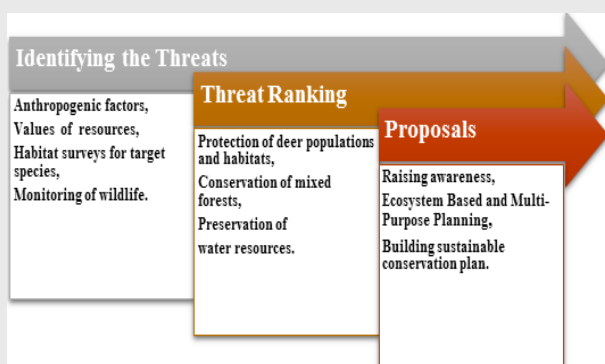 Identifying the Threats
Anthropogenic factors,
Values of resources,
Habitat surveys for target
species,
Monitoring of wildlife.
Threat Ranking
Protection of deer populations
and habitats,
Conservation of mixed
forests,
Preservation of
water resources.
Proposals
Raising awareness,
Ecosystem Based and Multi-
Purpose Planning,
Building sustainable
conservation plan.